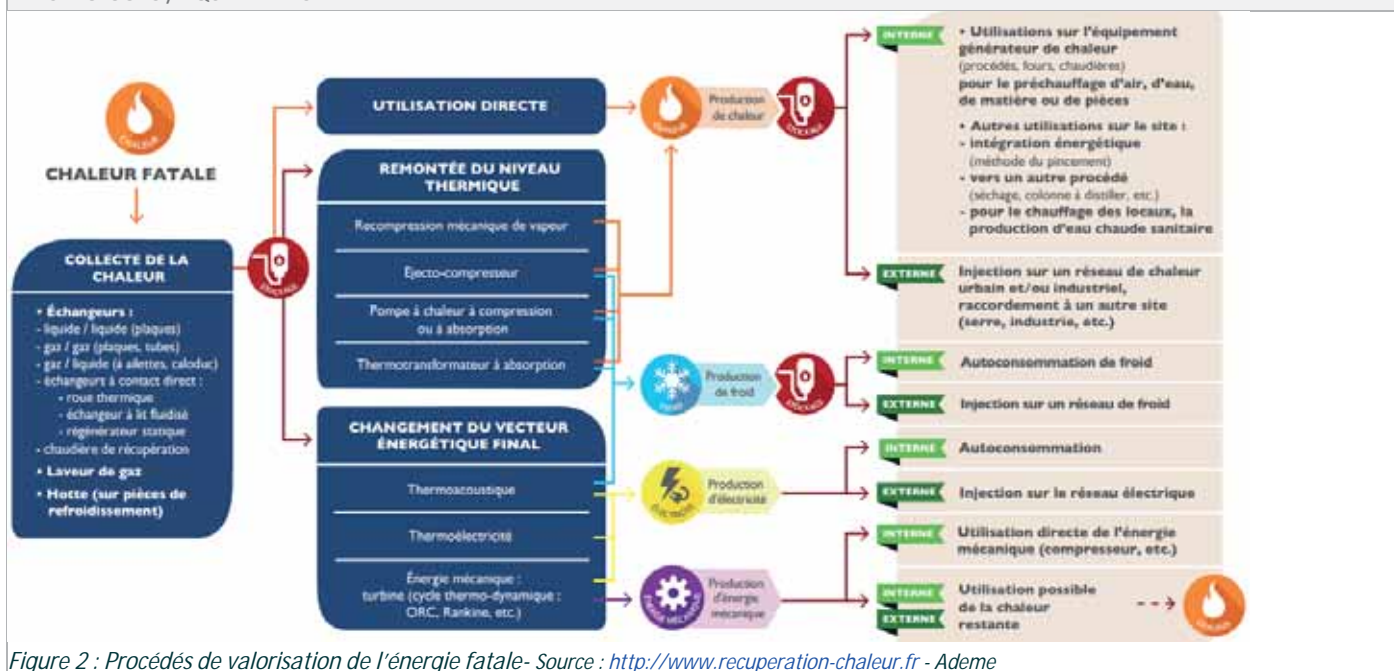 CHALEUR
CHALEUR FATALE
COLLECTE DE LA
CHALEUR
• Échangeurs :
- liquide / liquide (plaques)
- gaz / gaz (plaques, tubes)
- gaz / liquide (à ailettes, caloduc)
- échangeurs à contact direct :
• roue thermique
• échangeur à lit fluidisé
• régénérateur statique
- chaudière de récupération
• Laveur de gaz
• Hotte (sur pièces de
refroidissement)
STOCKAGE
UTILISATION DIRECTE
REMONTÉE DU NIVEAU
THERMIQUE
Recompression mécanique de vapeur
Ejecto-compresseur
Pompe à chaleur à compression
ou à absorption
Thermotransformateur à absorption
CHANGEMENT DU VECTEUR
ÉNERGÉTIQUE FINAL
Thermoacoustique
Thermoélectricité
Énergie mécanique :
turbine (cycle thermo-dynamique :
ORC, Rankine, etc.)
CHALEUR
Production
de chaleur
STOCKAGE
FROID
Production
de froid
STOCKAGE
ÉLECTRICITÉ
Production
d'électricité
ÉNERGIE MÉCANIQUE
Production
d'énergie
mécanique
INTERNE
• Utilisations sur l'équipement
générateur de chaleur
(procédés, fours, chaudières)
pour le préchauffage d'air, d'eau,
de matière ou de pièces
• Autres utilisations sur le site :
- intégration énergétique
(méthode du pincement)
- vers un autre procédé
(séchage, colonne à distiller, etc.)
- pour le chauffage des locaux, la
production d'eau chaude sanitaire
EXTERNE
Injection sur un réseau de chaleur
urbain et/ou industriel,
raccordement à un autre site
(serre, industrie, etc.)
INTERNE
Autoconsommation de froid
EXTERNE
Injection sur un réseau de froid
INTERNE
Autoconsommation
EXTERNE
Injection sur le réseau électrique
INTERNE
Utilisation directe de l'énergie
mécanique (compresseur, etc.)
INTERNE
EXTERNE
Utilisation possible
de la chaleur
restante
CHALEUR
Figure 2 : Procédés de valorisation de l'énergie fatale- Source : http://www.recuperation-chaleur.fr - Ademe